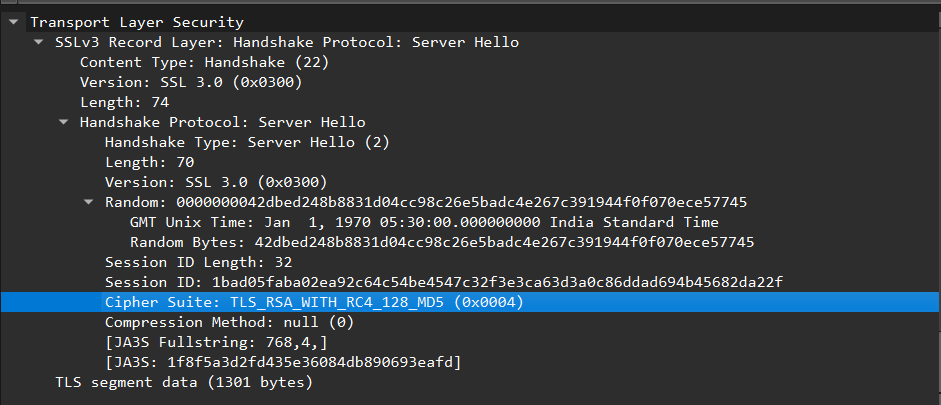 Transport Layer Security
SSLv3 Record Layer: Handshake Protocol: Server Hello
Content Type: Handshake (22)
Version: SSL 3.0 (0x0300)
Length: 74
Handshake Protocol: Server Hello
Handshake Type: Server Hello (2)
Length: 70
Version: SSL 3.0 (0x0300)
Random: 0000000042dbed248b8831d04cc98c26e5badc4e267c391944f0f070ece57745
GMT Unix Time: Jan  1, 1970 05:30:00.000000000 India Standard Time
Random Bytes: 42dbed248b8831d04cc98c26e5badc4e267c391944f0f070ece57745
Session ID Length: 32
Session ID: 1bad05faba02ea92c64c54be4547c32f3e3ca63d3a0c86ddad694b45682da22f
Cipher Suite: TLS_RSA_WITH_RC4_128_MD5 (0x0004)
Compression Method: null (0)
[JA3S Fullstring: 768,4,]
[JA3S: 1f8f5a3d2fd435e36084db890693eafd]
TLS segment data (1301 bytes)